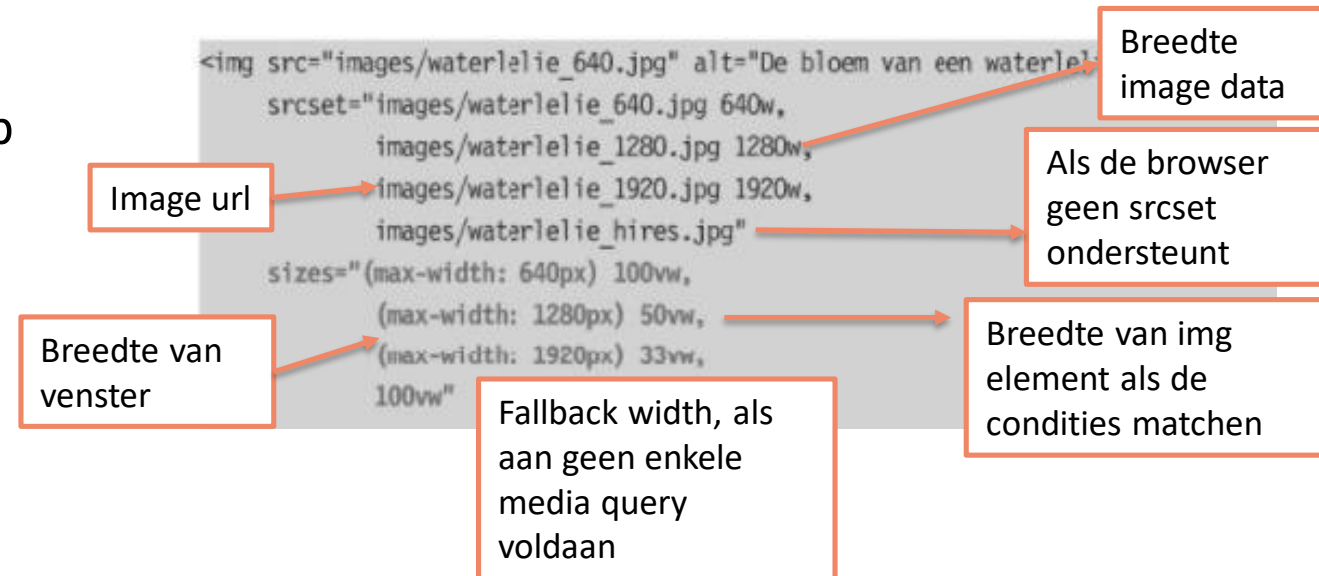 <img src="images/waterlelie_640.jpg" alt="De bloem van een waterlel
srcset="images/waterlelie_640.jpg 640w,
images/waterlelie_1280.jpg 1280w,
images/waterlelie_1920.jpg 1920w,
images/waterlelie_hires.jpg"
sizes="(max-width: 640px) 100vw,
(max-width: 1280px) 50vw,
(max-width: 1920px) 33vw,
100vw"
Breedte
image data
Image url
Als de browser
geen srcset
ondersteunt
Breedte van
venster
Breedte van img
element als de
condities matchen
Fallback width, als
aan geen enkele
media query
voldaan